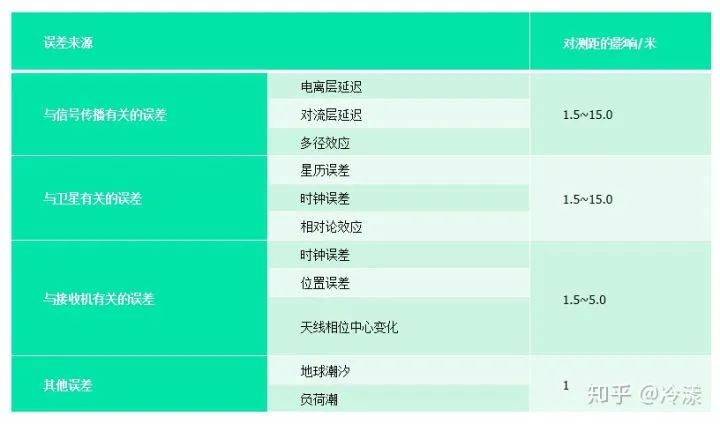 误差来源
对测距的影响/米
与信号传播有关的误差
电离层延迟
对流层延迟
多径效应
1.5~15.0
与卫星有关的误差
星历误差
时钟误差
相对论效应
1.5~15.0
与接收机有关的误差
时钟误差
位置误差
天线相位中心变化
1.5~5.0
其他误差
地球潮汐
负荷潮
1
知乎 @冷漾